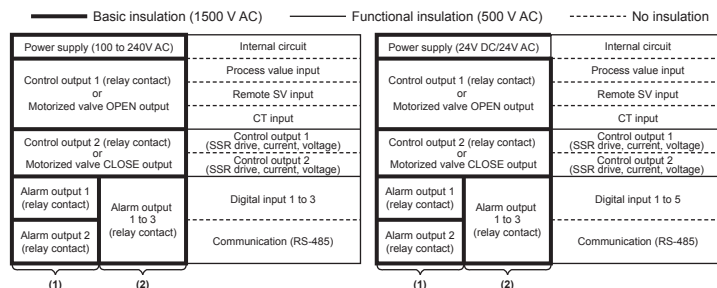 Basic insulation (1500 V AC)
Functional insulation (500 V AC)
No insulation
Power supply (100 to 240V AC)
Internal circuit
Control output 1 (relay contact)
or
Motorized valve OPEN output
Process value input
Remote SV input
CT input
Control output 2 (relay contact)
or
Motorized valve CLOSE output
Control output 1
(SSR drive, current, voltage)
Control output 2
(SSR drive, current, voltage)
Alarm output 1
(relay contact)
Alarm output 2
(relay contact)
Alarm output
1 to 3
(relay contact)
Digital input 1 to 3
Communication (RS-485)
(1)
(2)
Power supply (24V DC/24V AC)
Internal circuit
Control output 1 (relay contact)
or
Motorized valve OPEN output
Process value input
Remote SV input
CT input
Control output 2 (relay contact)
or
Motorized valve CLOSE output
Control output 1
(SSR drive, current, voltage)
Control output 2
(SSR drive, current, voltage)
Alarm output 1
(relay contact)
Alarm output 2
(relay contact)
Alarm output
1 to 3
(relay contact)
Digital input 1 to 5
Communication (RS-485)
(1)
(2)